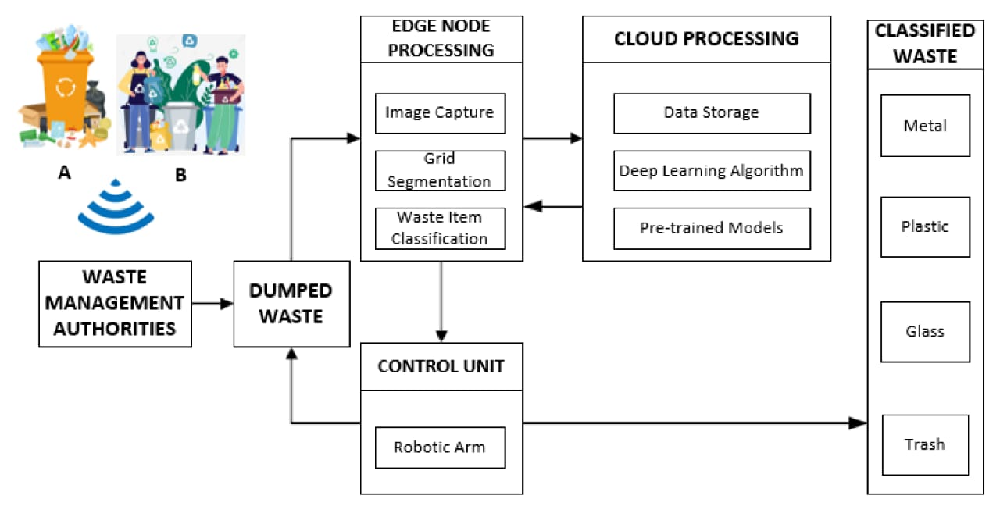 A
B
WASTE
MANAGEMENT
AUTHORITIES
DUMPED
WASTE
EDGE NODE
PROCESSING
Image Capture
Grid
Segmentation
Waste Item
Classification
CLOUD PROCESSING
Data Storage
Deep Learning Algorithm
Pre-trained Models
CONTROL UNIT
Robotic Arm
CLASSIFIED
WASTE
Metal
Plastic
Glass
Trash